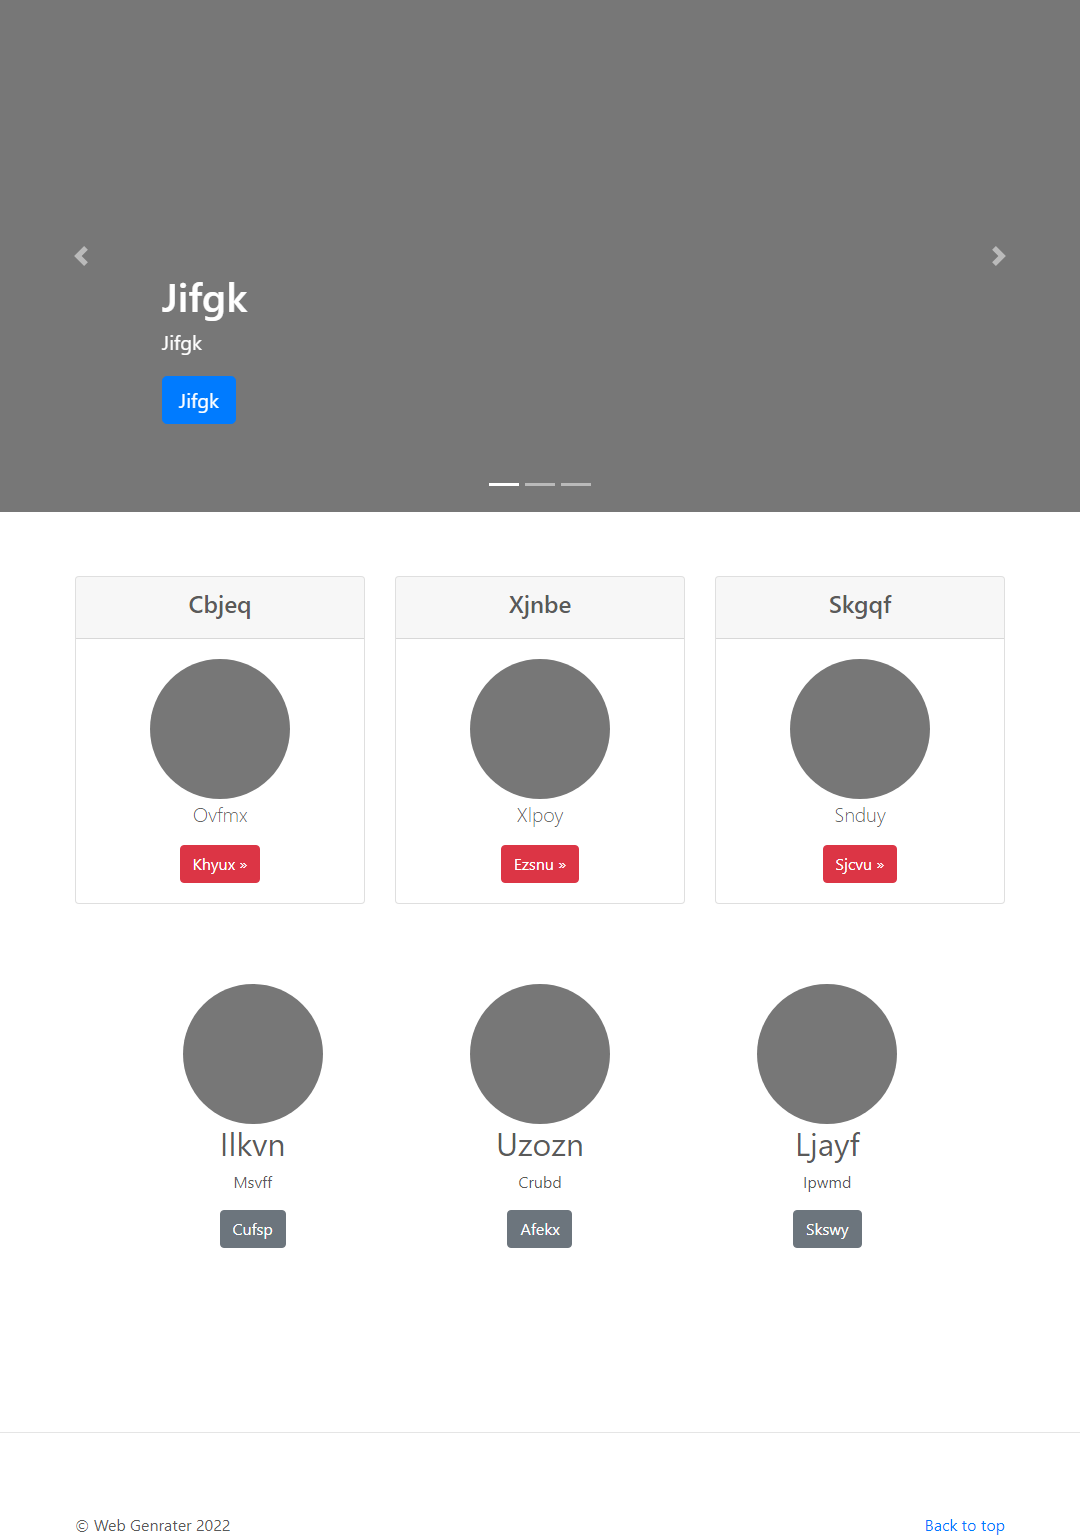 Jifgk
Jifgk
Jifgk
Cbjeq
Ovfmx
Khyux »
Xjnbe
Xlpoy
Ezsnu »
Skgqf
Snduy
Sjcvu »
Ilkvn
Msvff
Cufsp
Uzozn
Crubd
Afekx
Ljayf
Ipwmd
Skswy
© Web Genrater 2022
Back to top